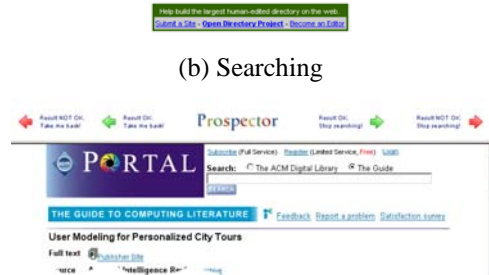 Help build the largest human-edited directory on the web.
Submit a Site - Open Directory Project - Become an Editor
(b) Searching
Result NOT OK. Result OK. Prospector Result OK. Result NOT OK.
Take me back! Take me back! Stop searching! Stop searching!
Subscribe (Full Service) Register (Limited Service, Free) Login
PORTAL
Search: The ACM Digital Library The Guide
SEARCH
THE GUIDE TO COMPUTING LITERATURE Feedback Report a problem Satisfaction survey
User Modeling for Personalized City Tours
Full text Publisher Site